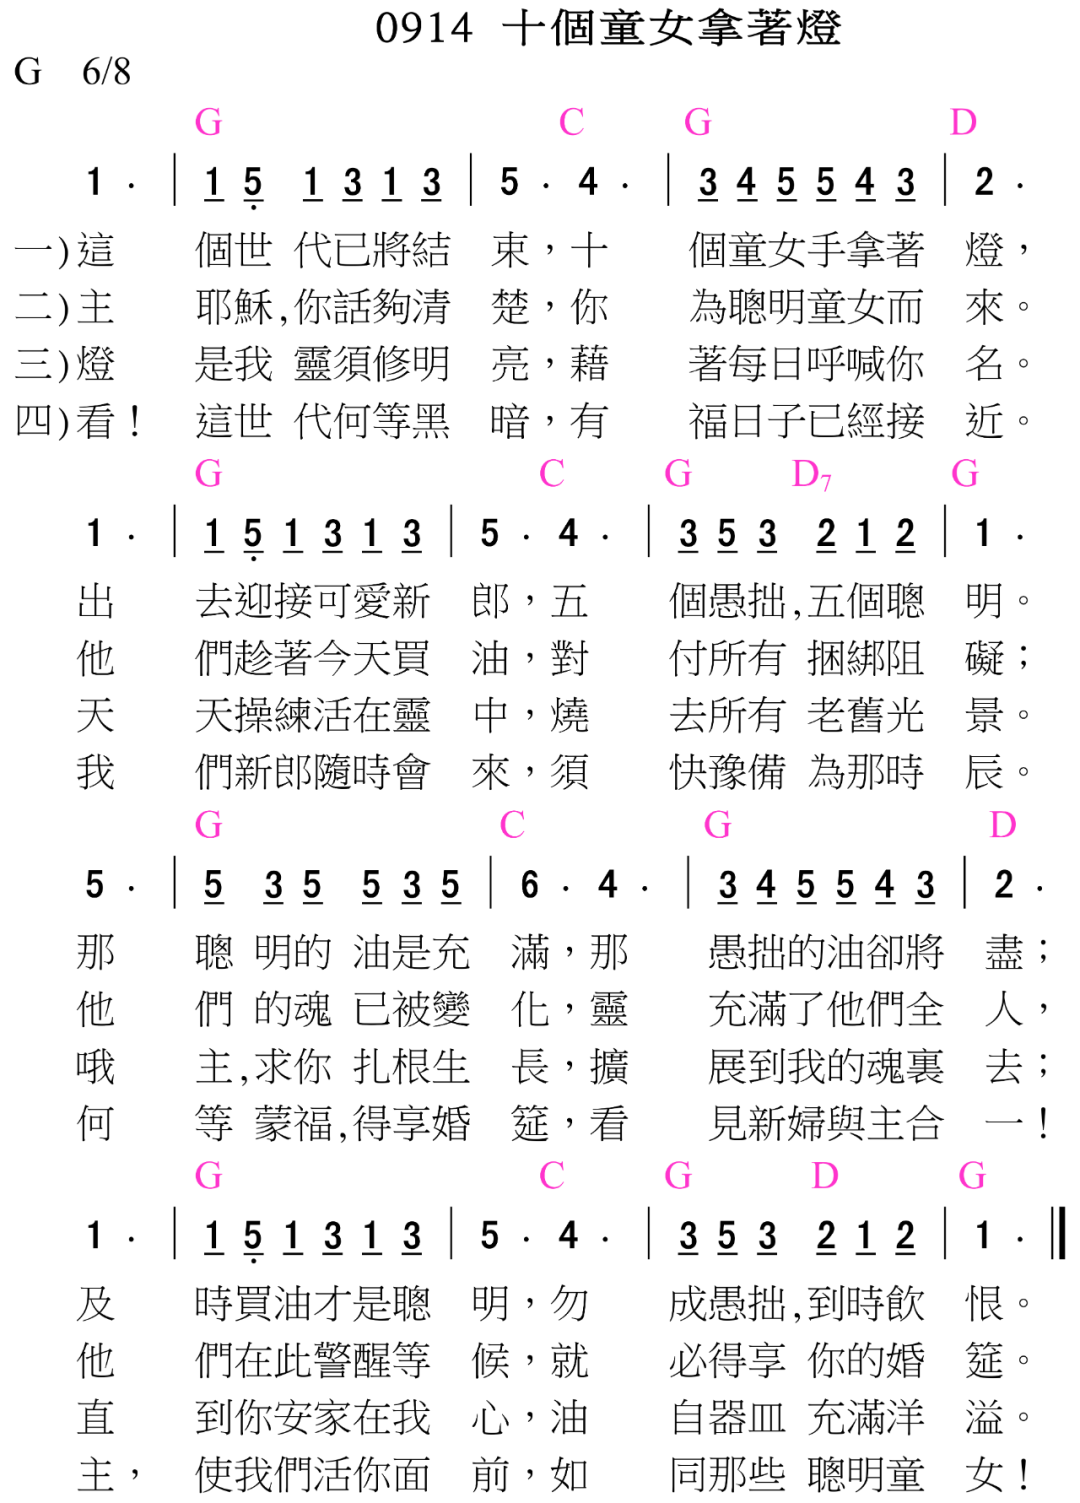 0914 十個童女拿著燈
G 6/8
G C G D
1 · | 1 5 1 3 1 3 | 5 · 4 · | 3 4 5 5 4 3 | 2 ·
一)這 個世 代已將結 束，十 個童女手拿著 燈，
二)主 耶穌,你話夠清 楚，你 為聰明童女而 來。
三)燈 是我 靈須修明 亮，藉 著每日呼喊你 名。
四)看！ 這世 代何等黑 暗，有 福日子已經接 近。
G C G D7 G
1 · | 1 5 1 3 1 3 | 5 · 4 · | 3 5 3 2 1 2 | 1 ·
出 去迎接可愛新 郎，五 個愚拙,五個聰 明。
他 們趁著今天買 油，對 付所有 捆綁阻 礙；
天 天操練活在靈 中，燒 去所有 老舊光 景。
我 們新郎隨時會 來，須 快豫備 為那時 辰。
G C G D
5 · | 5 3 5 5 3 5 | 6 · 4 · | 3 4 5 5 4 3 | 2 ·
那 聰 明的 油是充 滿，那 愚拙的油卻將 盡；
他 們 的魂 已被變 化，靈 充滿了他們全 人，
哦 主,求你 扎根生 長，擴 展到我的魂裏 去；
何 等 蒙福,得享婚 筵，看 見新婦與主合 一！
G C G D G
1 · | 1 5 1 3 1 3 | 5 · 4 · | 3 5 3 2 1 2 | 1 · ‖
及 時買油才是聰 明，勿 成愚拙,到時飲 恨。
他 們在此警醒等 候，就 必得享 你的婚 筵。
直 到你安家在我 心，油 自器皿 充滿洋 溢。
主， 使我們活你面 前，如 同那些 聰明童 女！